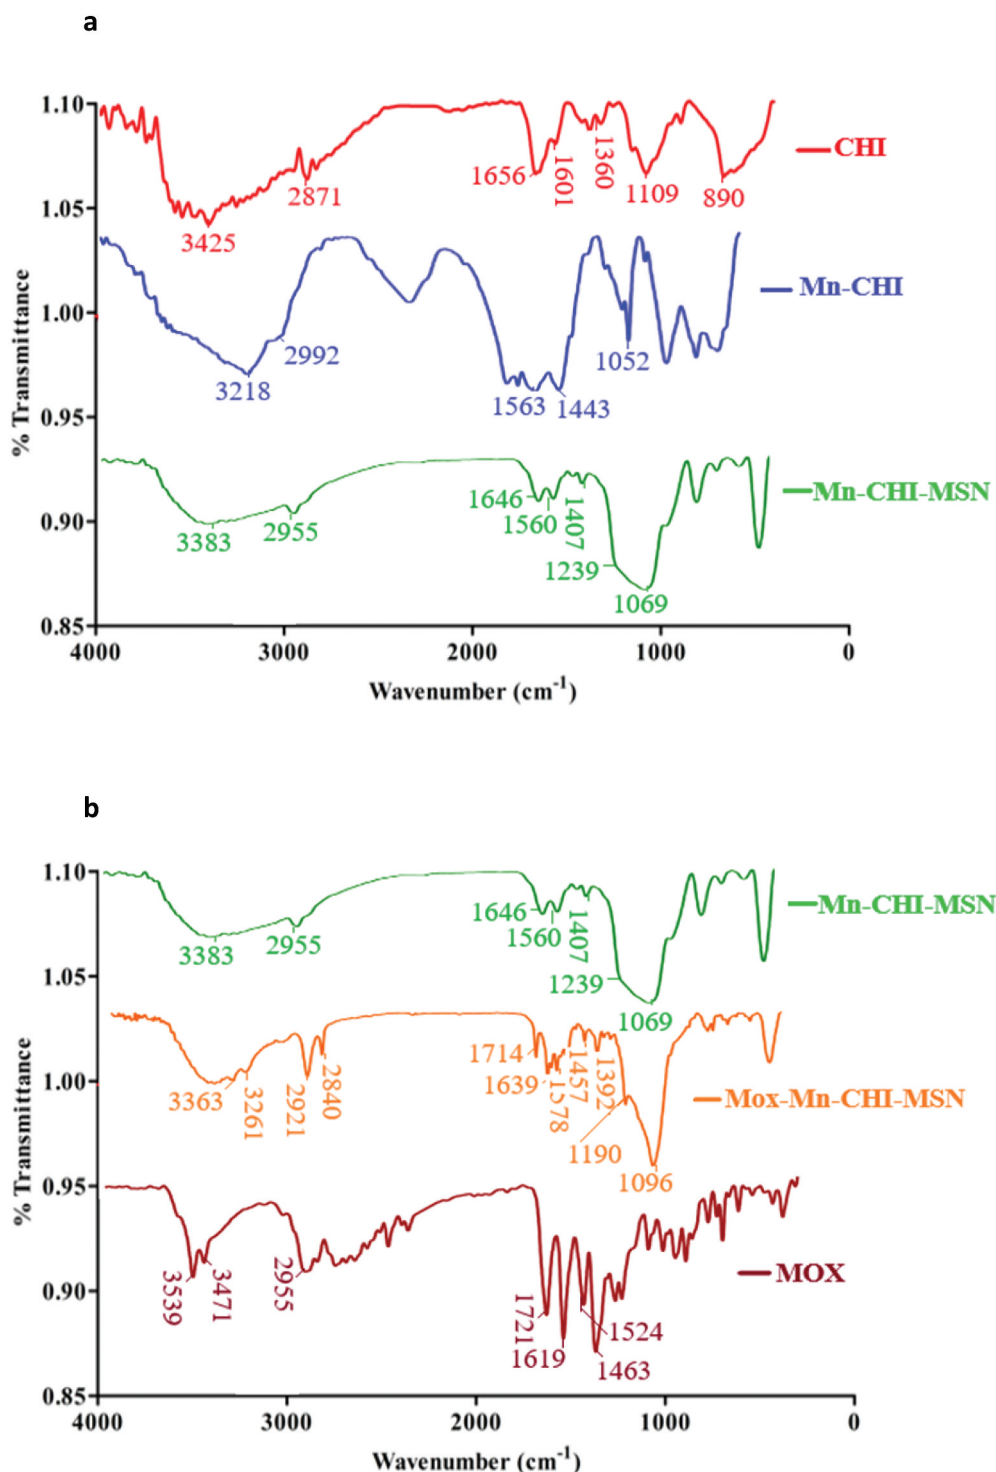 a
1.10
1.05
1.00
0.95
0.90
0.85
% Transmittance
4000 3000 2000 1000 0
Wavenumber (cm⁻¹)
3425 2871 1656 1601 1360 1109 890
CHI
3218 2992 1563 1443 1052
Mn-CHI
3383 2955 1646 1560 1407 1239 1069
Mn-CHI-MSN
b
1.10
1.05
1.00
0.95
0.90
0.85
% Transmittance
4000 3000 2000 1000 0
Wavenumber (cm⁻¹)
3383 2955 1646 1560 1407 1239 1069
Mn-CHI-MSN
3363 3261 2921 2840 1714 1639 1578 1457 1392 1190 1096
Mox-Mn-CHI-MSN
3539 3471 2955 1721 1619 1524 1463
MOX